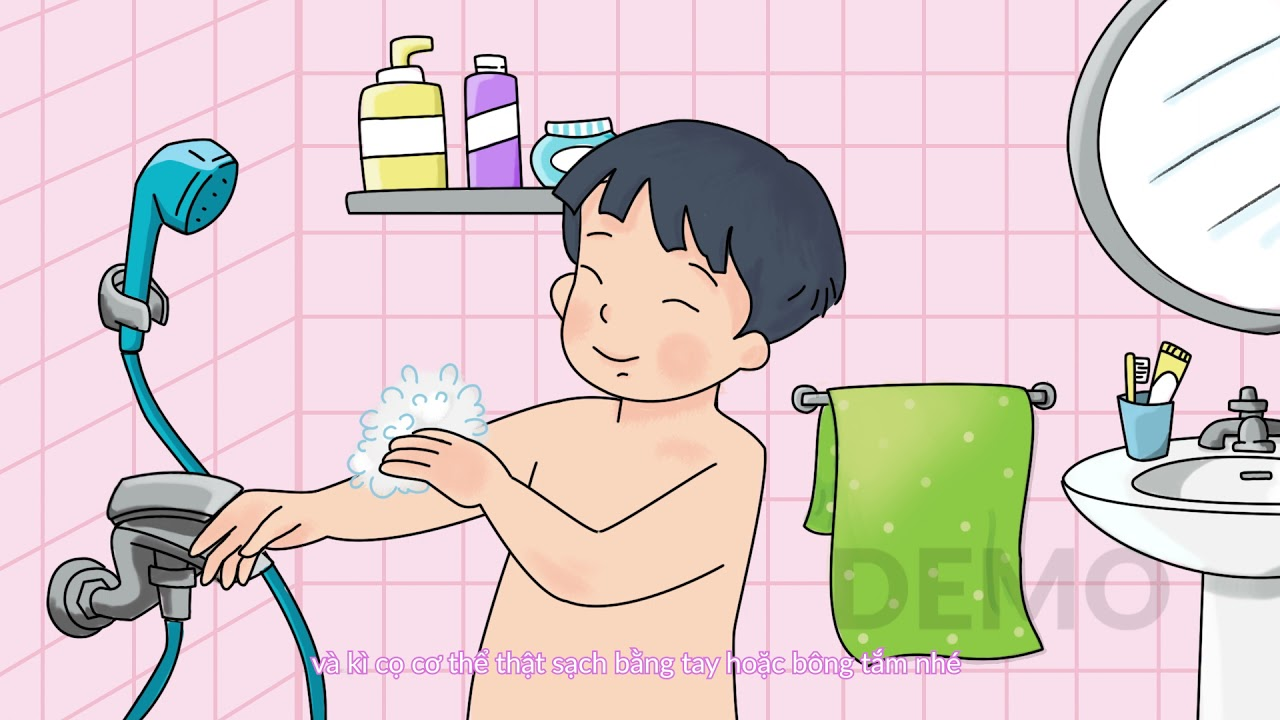 DEMO
và kì cọ cơ thể thật sạch bằng tay hoặc bông tắm nhé